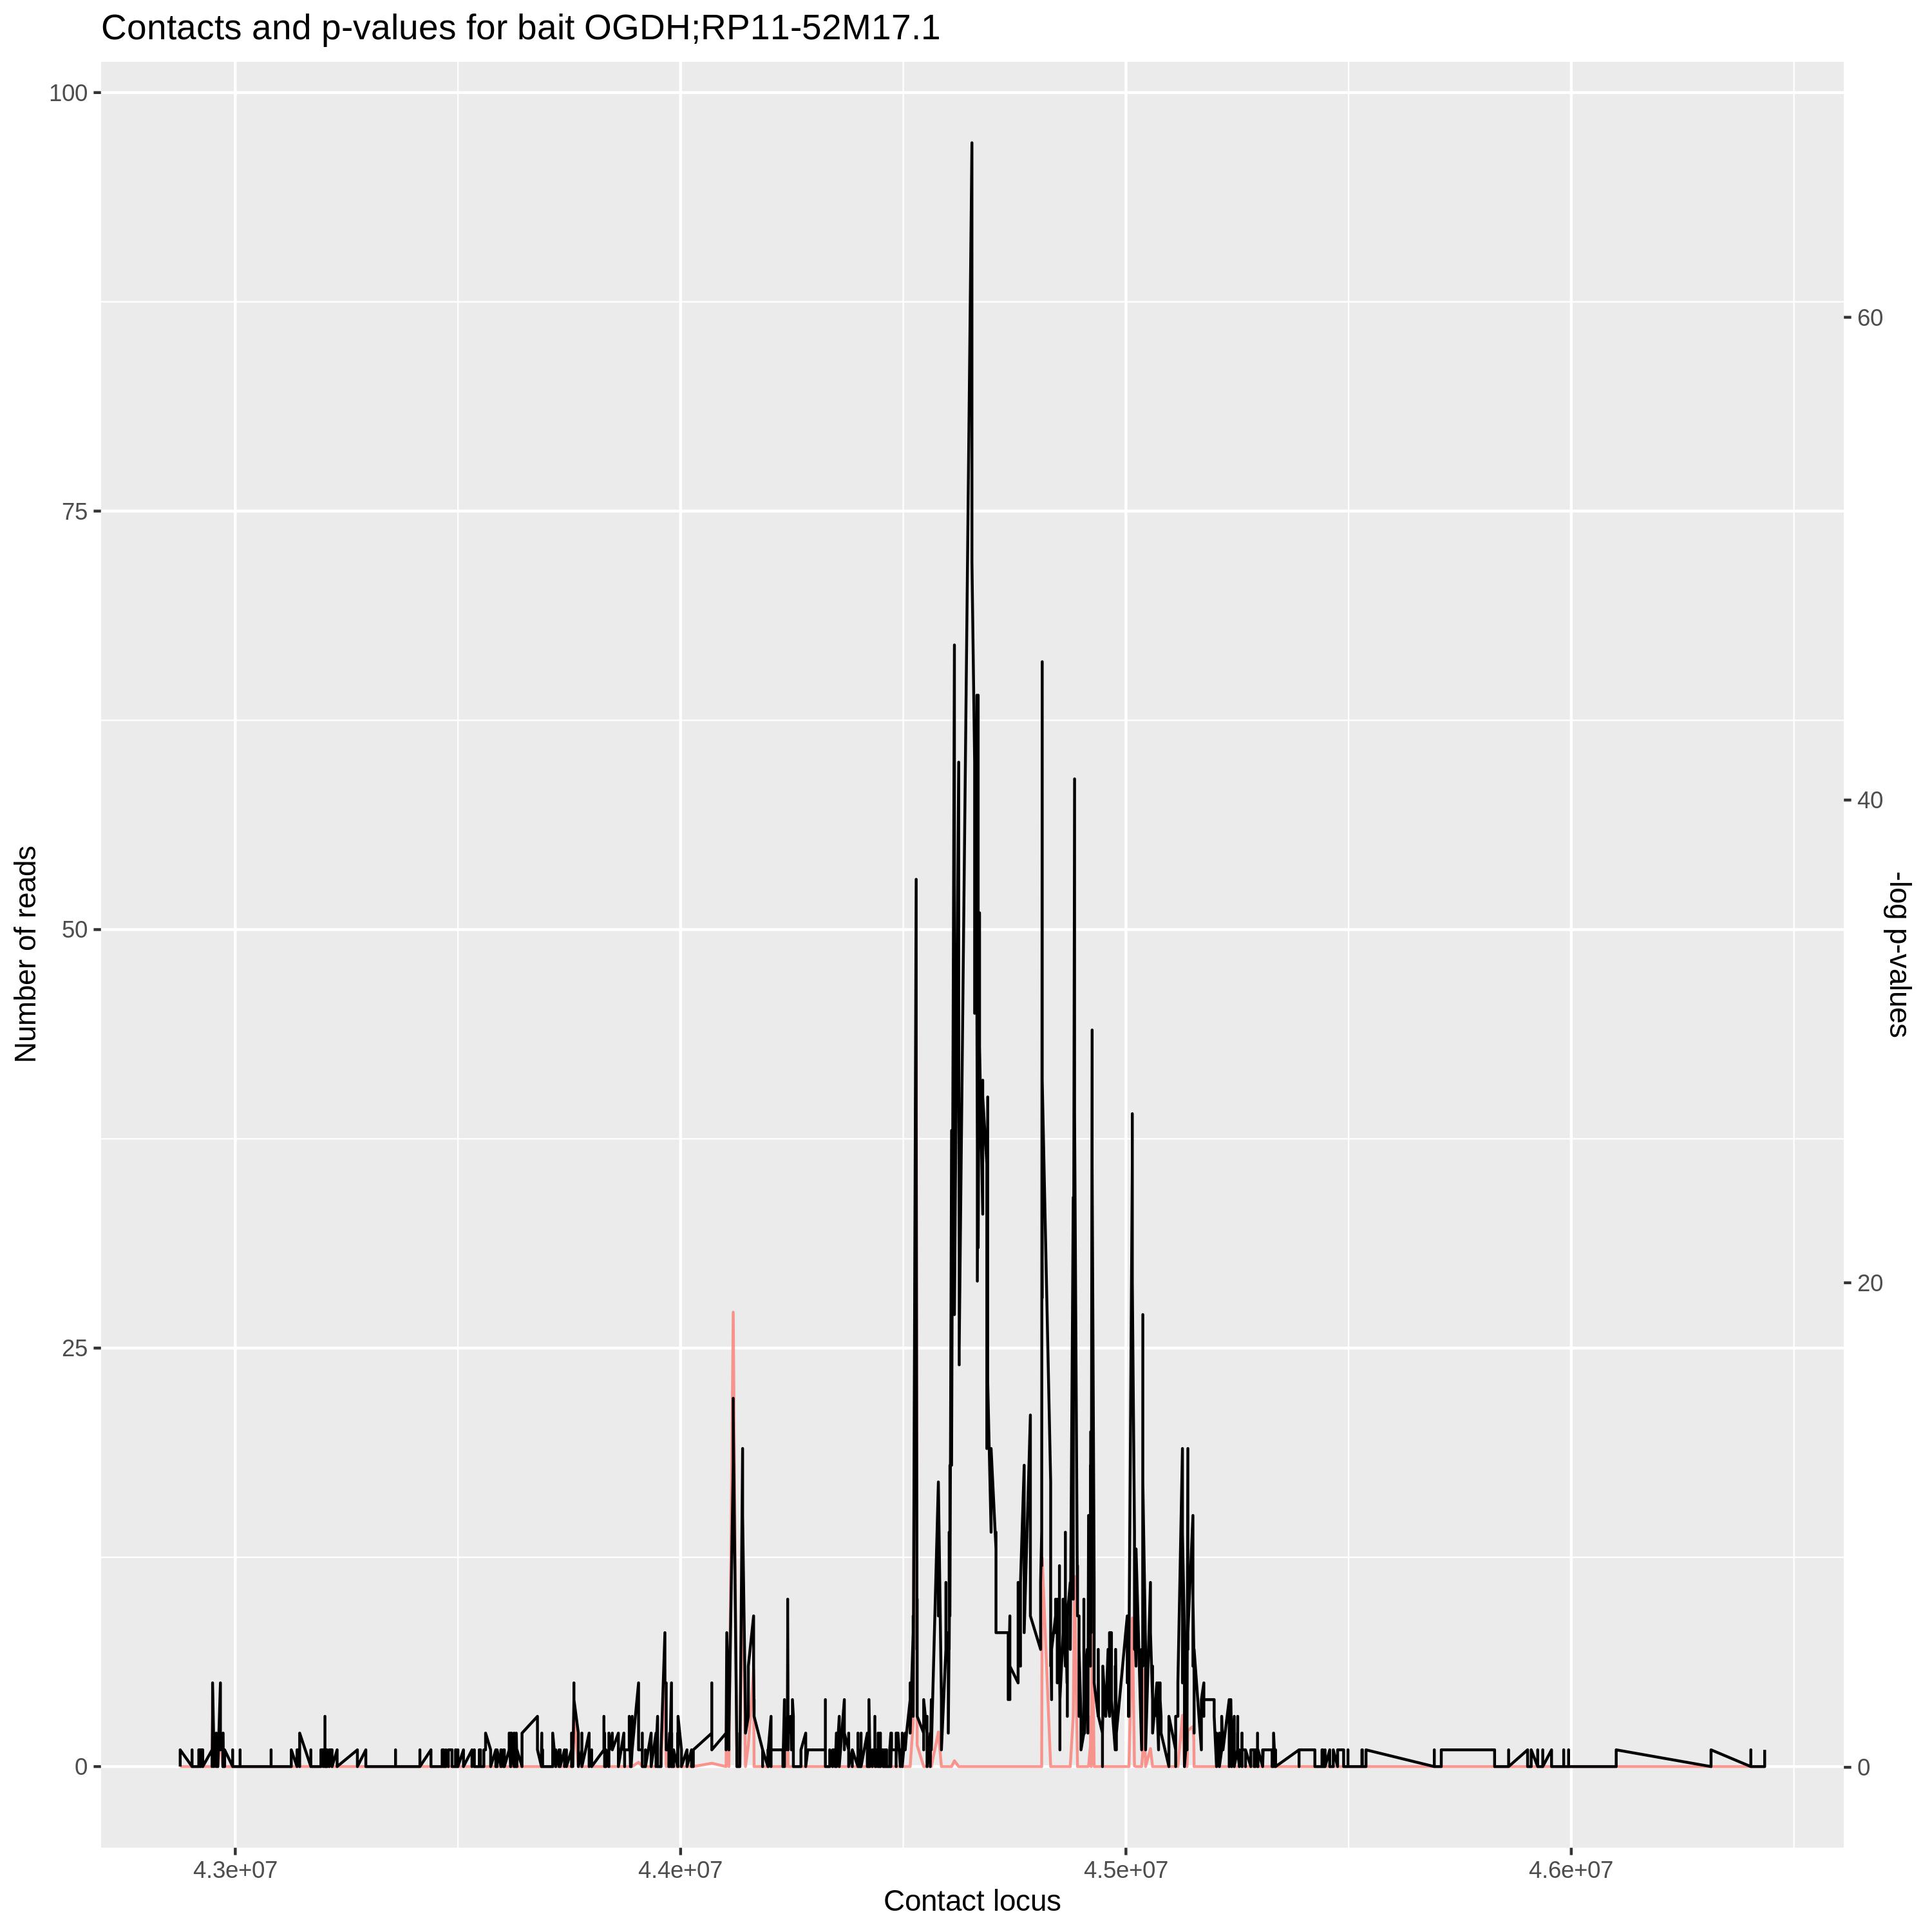 Contacts and p-values for bait OGDH;RP11-52M17.1
100
75
50
25
0
Number of reads
60
40
20
0
-log p-values
4.3e+07
4.4e+07
4.5e+07
4.6e+07
Contact locus